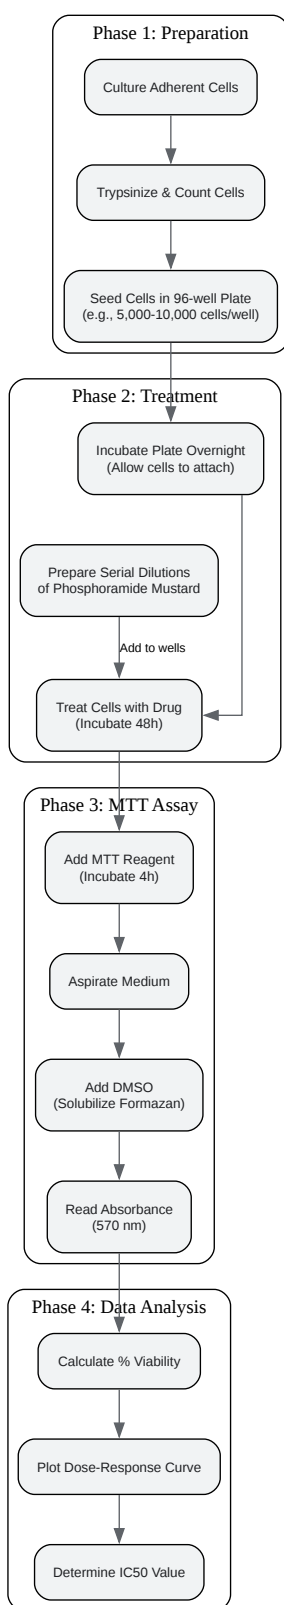 Phase 1: Preparation
Culture Adherent Cells
Trypsinize & Count Cells
Seed Cells in 96-well Plate
(e.g., 5,000-10,000 cells/well)
Phase 2: Treatment
Incubate Plate Overnight
(Allow cells to attach)
Prepare Serial Dilutions
of Phosphoramide Mustard
Add to wells
Treat Cells with Drug
(Incubate 48h)
Phase 3: MTT Assay
Add MTT Reagent
(Incubate 4h)
Aspirate Medium
Add DMSO
(Solubilize Formazan)
Read Absorbance
(570 nm)
Phase 4: Data Analysis
Calculate % Viability
Plot Dose-Response Curve
Determine IC50 Value